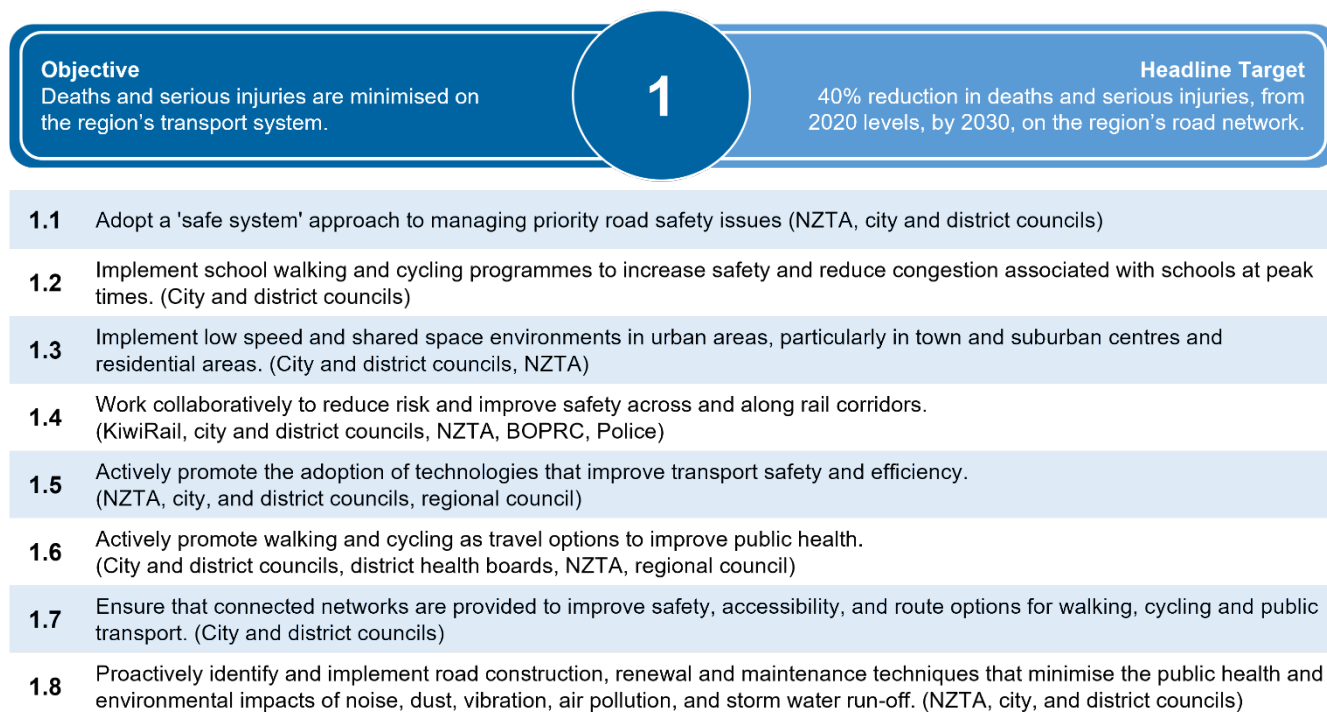 Objective
Deaths and serious injuries are minimised on
the region's transport system.
1
Headline Target
40% reduction in deaths and serious injuries, from
2020 levels, by 2030, on the region's road network.
1.1 Adopt a 'safe system' approach to managing priority road safety issues (NZTA, city and district councils)
1.2 Implement school walking and cycling programmes to increase safety and reduce congestion associated with schools at peak
times. (City and district councils)
1.3 Implement low speed and shared space environments in urban areas, particularly in town and suburban centres and
residential areas. (City and district councils, NZTA)
1.4 Work collaboratively to reduce risk and improve safety across and along rail corridors.
(KiwiRail, city and district councils, NZTA, BOPRC, Police)
1.5 Actively promote the adoption of technologies that improve transport safety and efficiency.
(NZTA, city, and district councils, regional council)
1.6 Actively promote walking and cycling as travel options to improve public health.
(City and district councils, district health boards, NZTA, regional council)
1.7 Ensure that connected networks are provided to improve safety, accessibility, and route options for walking, cycling and public
transport. (City and district councils)
1.8 Proactively identify and implement road construction, renewal and maintenance techniques that minimise the public health and
environmental impacts of noise, dust, vibration, air pollution, and storm water run-off. (NZTA, city, and district councils)